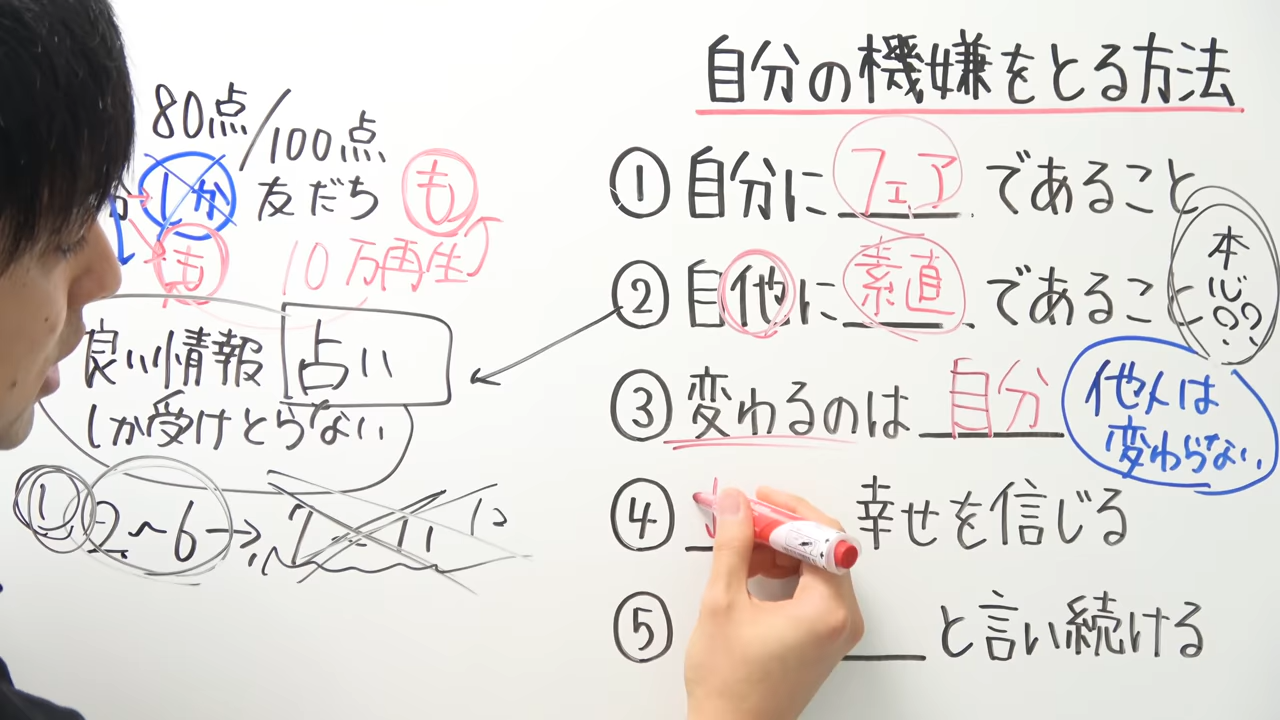 自分の機嫌をとる方法
① 自分にフェアであること
② 自他に素直であること
本心??
③ 変わるのは自分
他人は
変わらない
④ 幸せを信じる
⑤ と言い続ける
80点/100点
しか 友だち も
も 10万再生
良い情報 占い
しか受けとらない
① 2〜6→